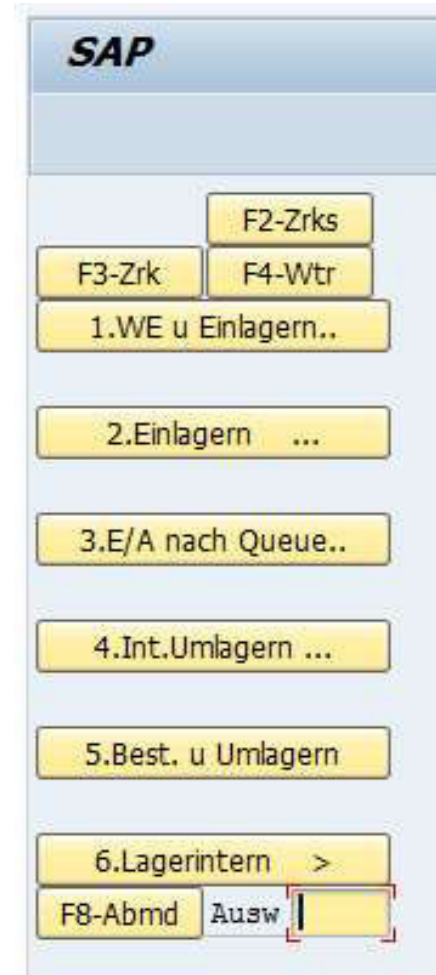 SAP
F2-Zrks
F3-Zrk F4-Wtr
1.WE u Einlagern..
2.Einlagern ...
3.E/A nach Queue..
4.Int.Umlagern ...
5.Best. u Umlagern
6.Lagerintern >
F8-Abmd Ausw